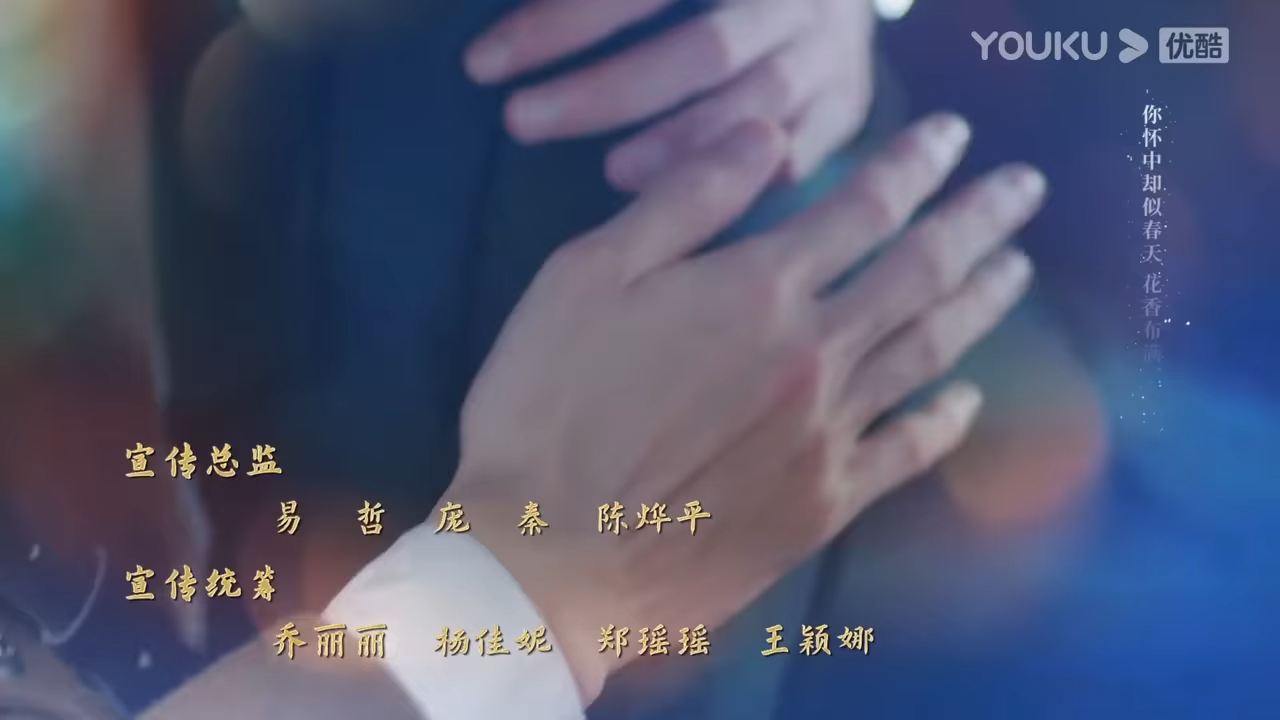 YOUKU 优酷
你怀中却似春天 花香布满
宣传总监
易哲 庞秦 陈烨平
宣传统筹
乔丽丽 杨佳妮 郑瑶瑶 王颖娜